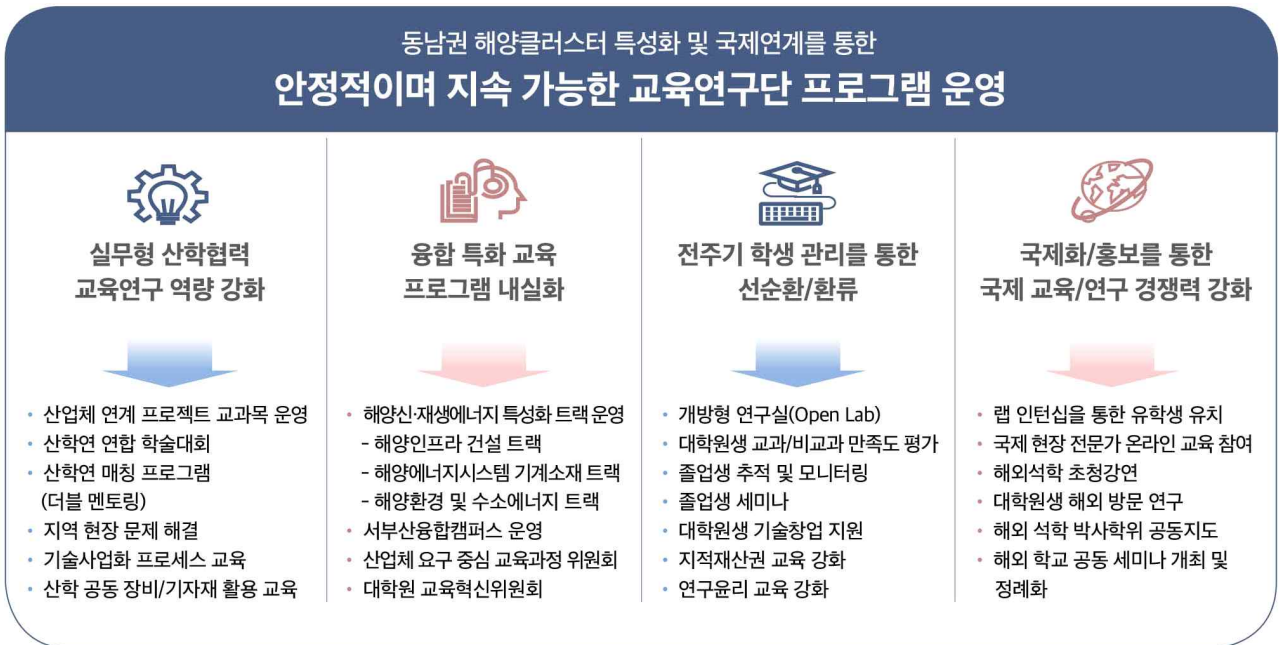 동남권 해양클러스터 특성화 및 국제연계를 통한
안정적이며 지속 가능한 교육연구단 프로그램 운영
실무형 산학협력
교육연구 역량 강화
• 산업체 연계 프로젝트 교과목 운영
• 산학연 연합 학술대회
• 산학연 매칭 프로그램
(더블 멘토링)
• 지역 현장 문제 해결
• 기술사업화 프로세스 교육
• 산학 공동 장비/기자재 활용 교육
융합 특화 교육
프로그램 내실화
• 해양신·재생에너지 특성화 트랙 운영
- 해양인프라 건설 트랙
- 해양에너지시스템 기계소재 트랙
- 해양환경 및 수소에너지 트랙
• 서부산융합캠퍼스 운영
• 산업체 요구 중심 교육과정 위원회
• 대학원 교육혁신위원회
전주기 학생 관리를 통한
선순환/환류
• 개방형 연구실(Open Lab)
• 대학원생 교과/비교과 만족도 평가
• 졸업생 추적 및 모니터링
• 졸업생 세미나
• 대학원생 기술창업 지원
• 지적재산권 교육 강화
• 연구윤리 교육 강화
국제화/홍보를 통한
국제 교육/연구 경쟁력 강화
• 랩 인턴십을 통한 유학생 유치
• 국제 현장 전문가 온라인 교육 참여
• 해외석학 초청강연
• 대학원생 해외 방문 연구
• 해외 석학 박사학위 공동지도
• 해외 학교 공동 세미나 개최 및
정례화